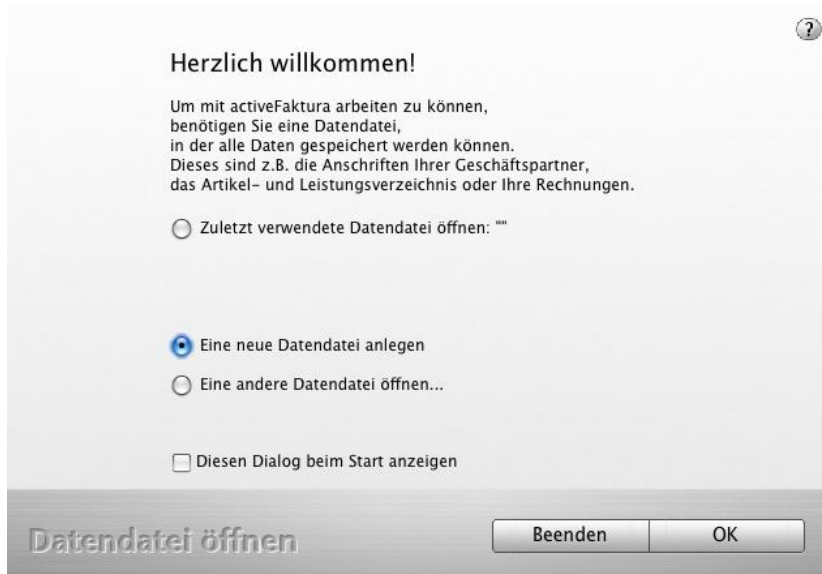 ?
Herzlich willkommen!
Um mit activeFaktura arbeiten zu können,
benötigen Sie eine Datendatei,
in der alle Daten gespeichert werden können.
Dieses sind z.B. die Anschriften Ihrer Geschäftspartner,
das Artikel- und Leistungsverzeichnis oder Ihre Rechnungen.
Zuletzt verwendete Datendatei öffnen: ""
Eine neue Datendatei anlegen
Eine andere Datendatei öffnen...
Diesen Dialog beim Start anzeigen
Datendatei öffnen
Beenden OK